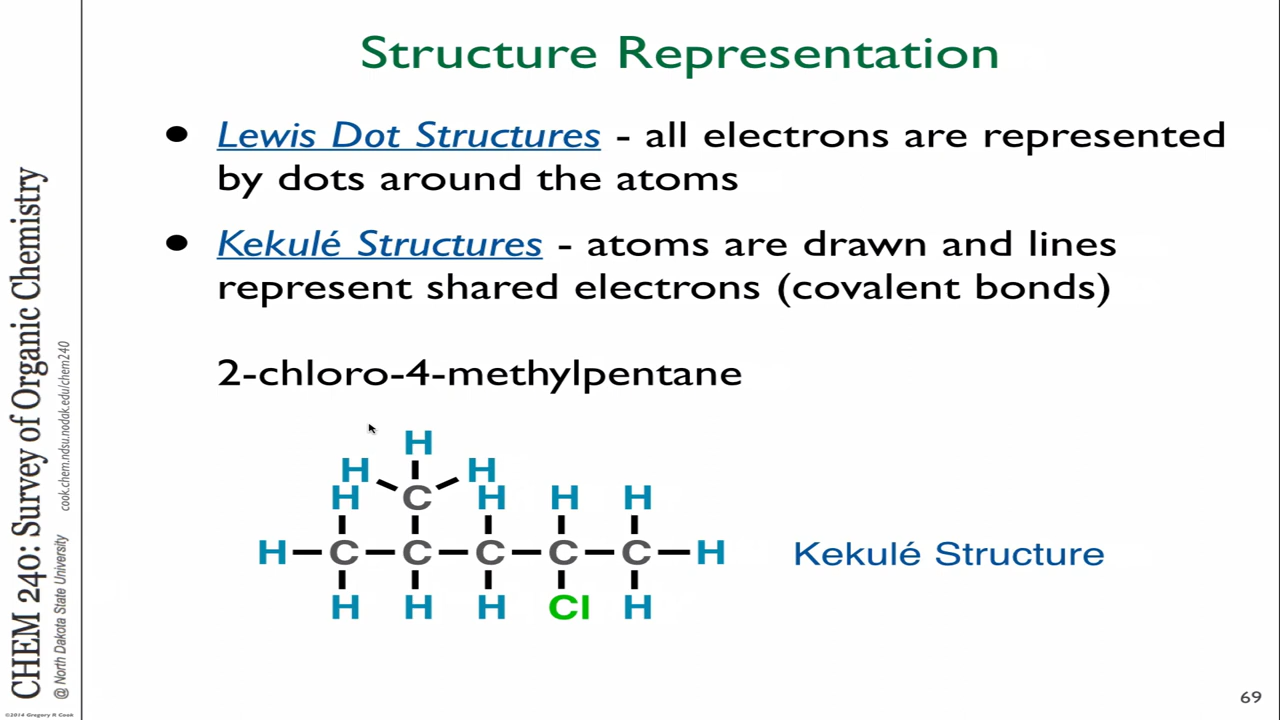 Structure Representation
• Lewis Dot Structures - all electrons are represented
by dots around the atoms
• Kekulé Structures - atoms are drawn and lines
represent shared electrons (covalent bonds)
2-chloro-4-methylpentane
H
H H
H C H H H
H C C C C C H
H H H Cl H
Kekulé Structure
CHEM 240: Survey of Organic Chemistry
@ North Dakota State University cook.chem.ndsu.nodak.edu/chem240
©2014 Gregory R Cook
69